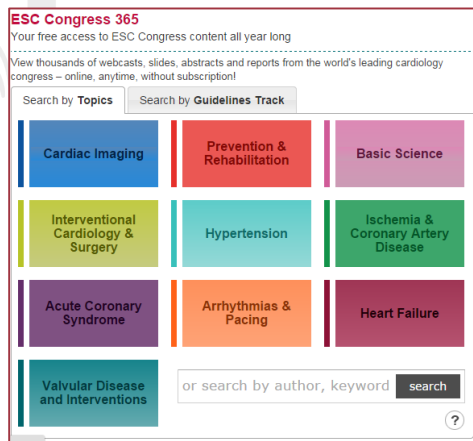 ESC Congress 365
Your free access to ESC Congress content all year long
View thousands of webcasts, slides, abstracts and reports from the world's leading cardiology
congress – online, anytime, without subscription!
Search by Topics
Search by Guidelines Track
Cardiac Imaging
Prevention &
Rehabilitation
Basic Science
Interventional
Cardiology &
Surgery
Hypertension
Ischemia &
Coronary Artery
Disease
Acute Coronary
Syndrome
Arrhythmias &
Pacing
Heart Failure
Valvular Disease
and Interventions
or search by author, keyword
search
?